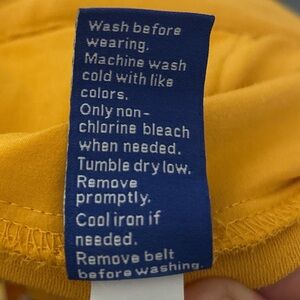 Wash before
wearing.
Machine wash
cold with like
colors.
Only non-
chlorine bleach
when needed.
Tumble dry low.
Remove
promptly.
Cool iron if
needed.
Remove belt
before washing.